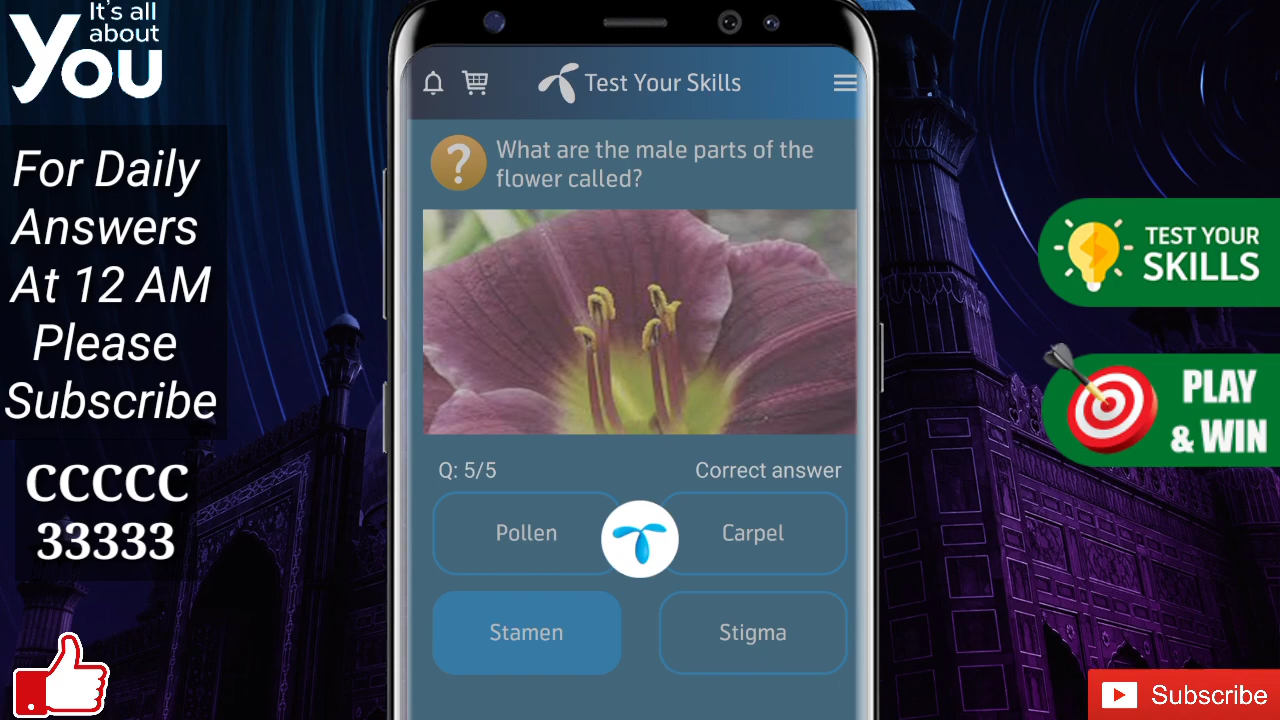 It's all
about
You
For Daily
Answers
At 12 AM
Please
Subscribe
CCCCC
33333
Test Your Skills
?
What are the male parts of the
flower called?
Q: 5/5
Correct answer
Pollen
Carpel
Stamen
Stigma
TEST YOUR
SKILLS
PLAY
& WIN
Subscribe